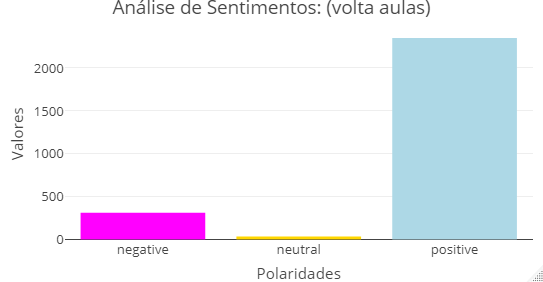 Análise de Sentimentos: (volta aulas)
Valores
2000
1500
1000
500
0
negative neutral positive
Polaridades